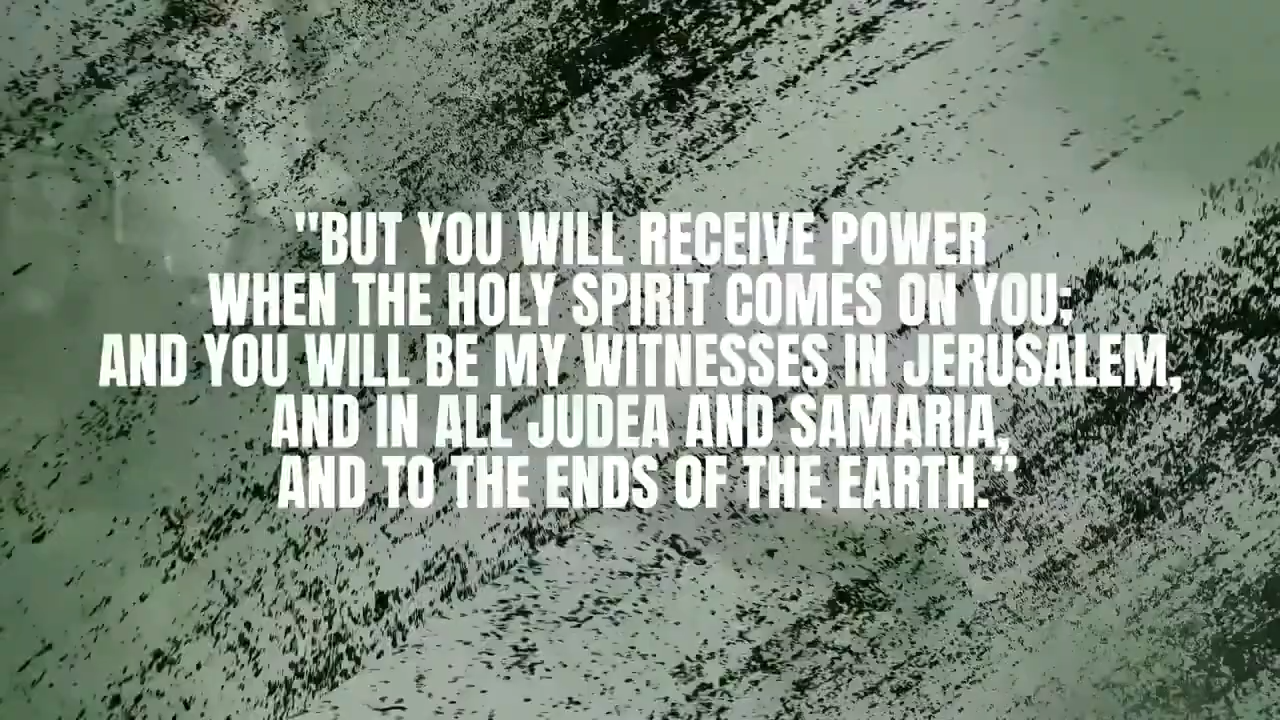 "BUT YOU WILL RECEIVE POWER
WHEN THE HOLY SPIRIT COMES ON YOU;
AND YOU WILL BE MY WITNESSES IN JERUSALEM,
AND IN ALL JUDEA AND SAMARIA,
AND TO THE ENDS OF THE EARTH.”